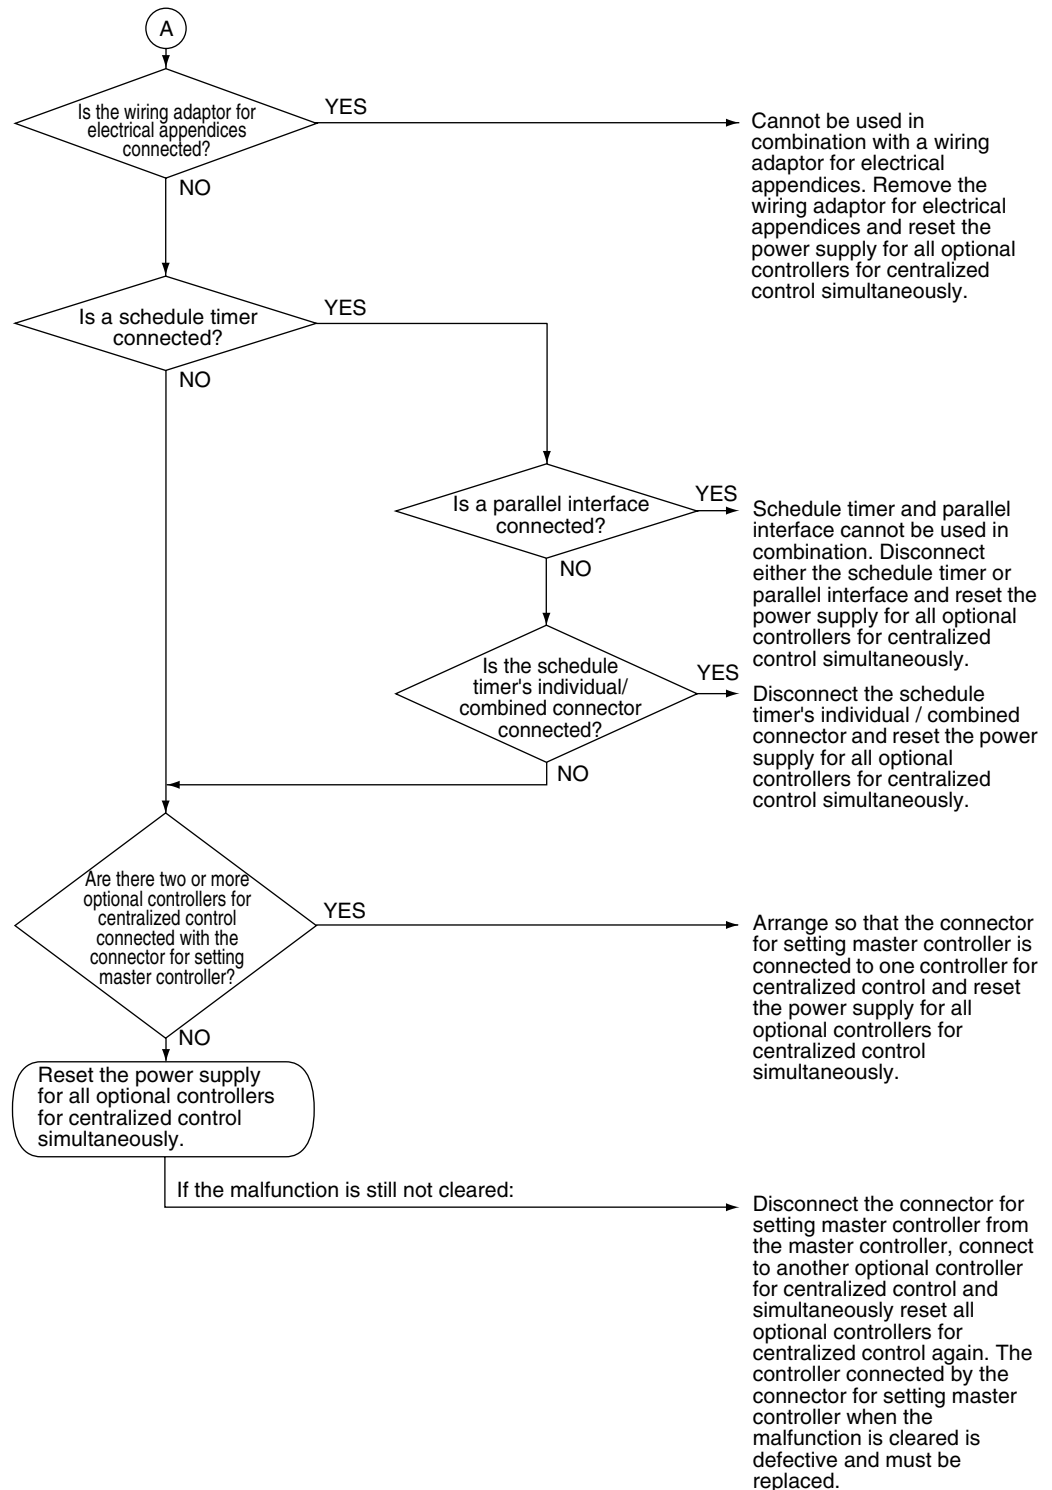 A
Is the wiring adaptor for
electrical appendices
connected?
YES
NO
Cannot be used in
combination with a wiring
adaptor for electrical
appendices. Remove the
wiring adaptor for electrical
appendices and reset the
power supply for all optional
controllers for centralized
control simultaneously.
Is a schedule timer
connected?
YES
NO
Is a parallel interface
connected?
YES
NO
Schedule timer and parallel
interface cannot be used in
combination. Disconnect
either the schedule timer or
parallel interface and reset the
power supply for all optional
controllers for centralized
control simultaneously.
Is the schedule
timer's individual/
combined connector
connected?
YES
NO
Disconnect the schedule
timer's individual / combined
connector and reset the power
supply for all optional
controllers for centralized
control simultaneously.
Are there two or more
optional controllers for
centralized control
connected with the
connector for setting
master controller?
YES
NO
Arrange so that the connector
for setting master controller is
connected to one controller for
centralized control and reset
the power supply for all
optional controllers for
centralized control
simultaneously.
Reset the power supply
for all optional controllers
for centralized control
simultaneously.
If the malfunction is still not cleared:
Disconnect the connector for
setting master controller from
the master controller, connect
to another optional controller
for centralized control and
simultaneously reset all
optional controllers for
centralized control again. The
controller connected by the
connector for setting master
controller when the
malfunction is cleared is
defective and must be
replaced.